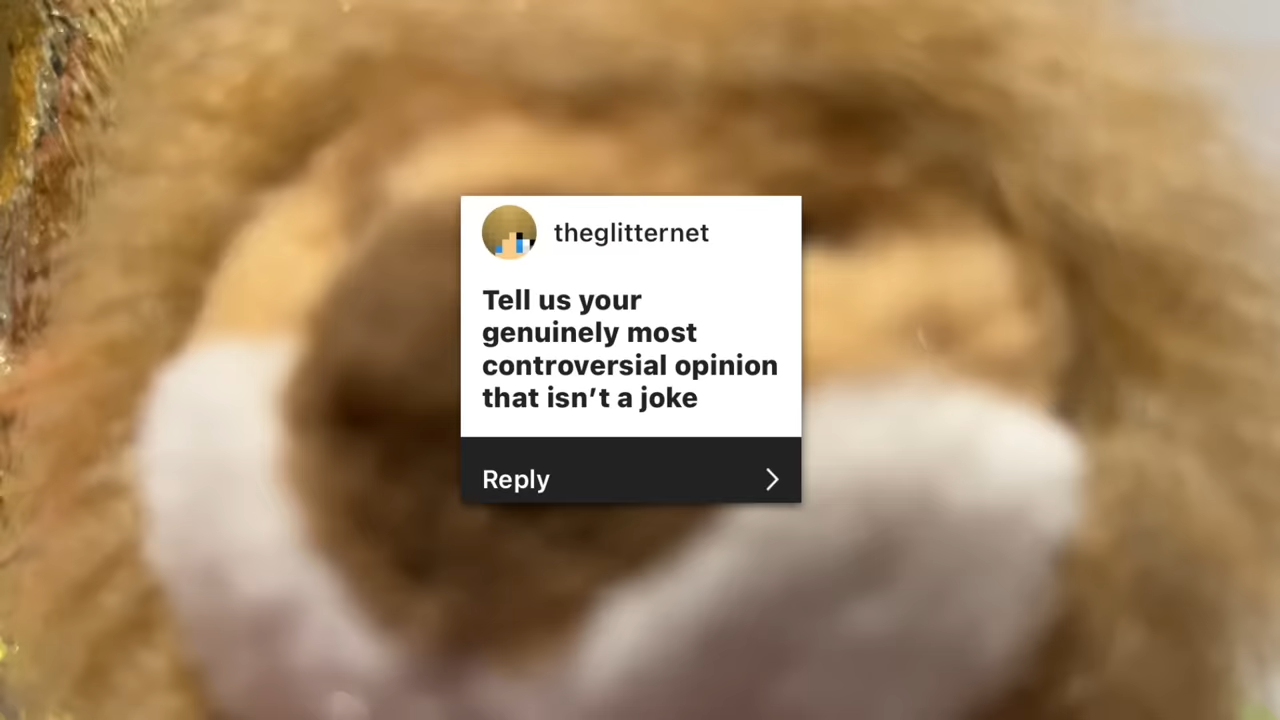 theglitternet
Tell us your
genuinely most
controversial opinion
that isn’t a joke
Reply